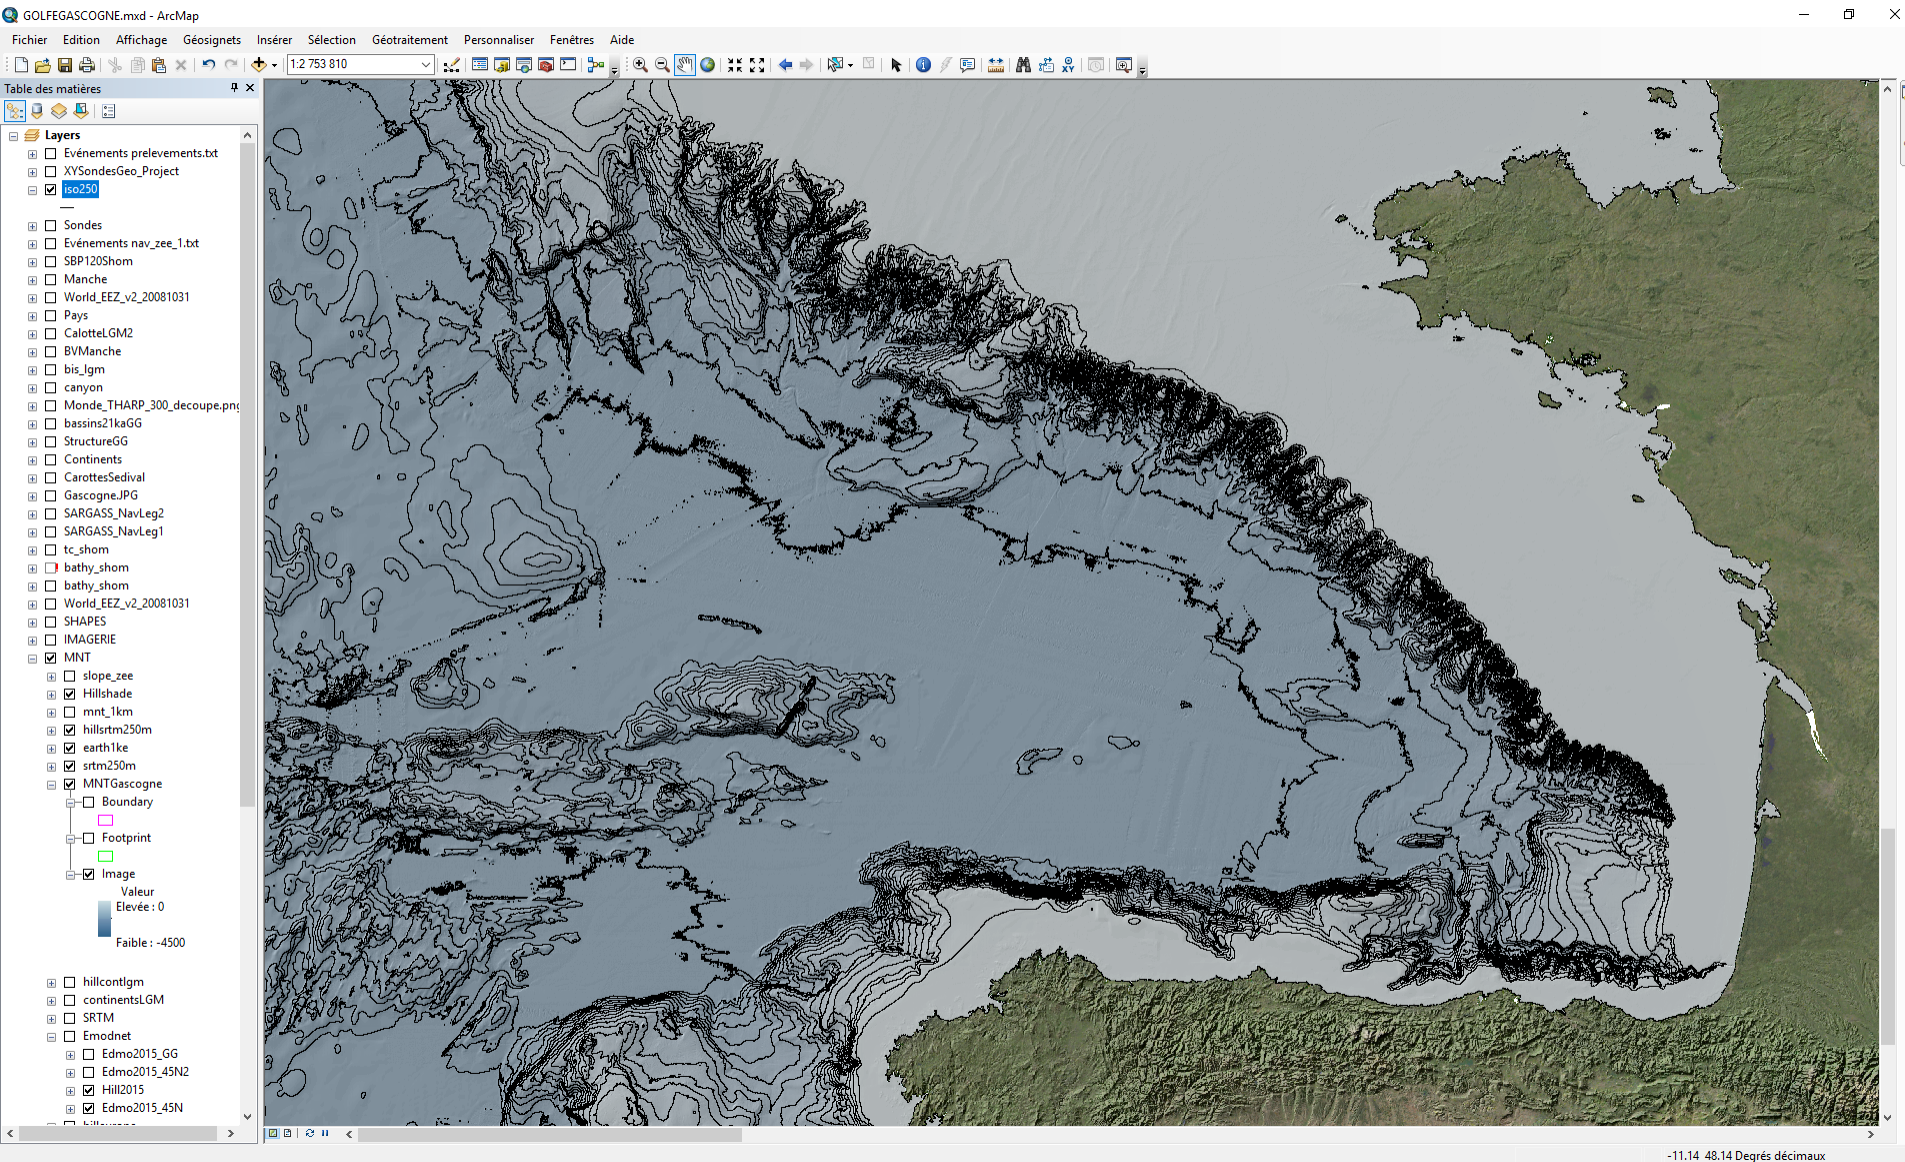 GOLFEGASCOGNE.mxd - ArcMap
Fichier Edition Affichage Géosignets Insérer Sélection Géotraitement Personnaliser Fenêtres Aide
1:2 753 810
Table des matières
Layers
Evénements prelevements.txt
XYSondesGeo_Project
iso250
Sondes
Evénements nav_zee_1.txt
SBP120Shom
Manche
World_EEZ_v2_20081031
Pays
CalotteLGM2
BVManche
bis_lgm
canyon
Monde_THARP_300_decoupe.png
bassins21kaGG
StructureGG
Continents
CarottesSedival
Gascogne.JPG
SARGASS_NavLeg2
SARGASS_NavLeg1
tc_shom
bathy_shom
bathy_shom
World_EEZ_v2_20081031
SHAPES
IMAGERIE
MNT
slope_zee
Hillshade
mnt_1km
hillsrtm250m
earth1ke
srtm250m
MNTGascogne
Boundary
Footprint
Image
Valeur
Elevée : 0
Faible : -4500
hillcontlgm
continentsLGM
SRTM
Emodnet
Edmo2015_GG
Edmo2015_45N2
Hill2015
Edmo2015_45N
-11.14 48.14 Degrés décimaux